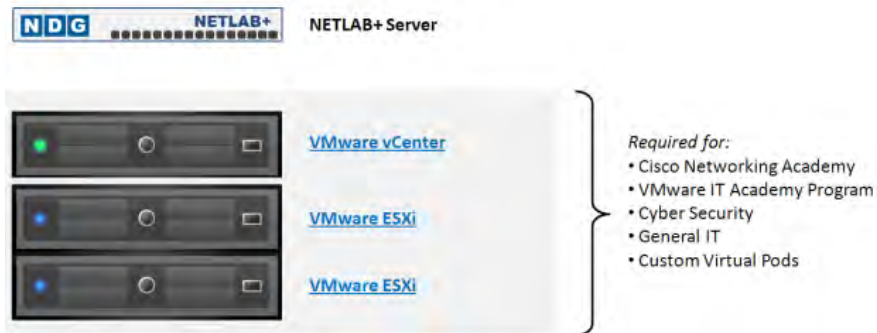 NDG NETLAB+
NETLAB+ Server
VMware vCenter
VMware ESXi
VMware ESXi
Required for:
• Cisco Networking Academy
• VMware IT Academy Program
• Cyber Security
• General IT
• Custom Virtual Pods